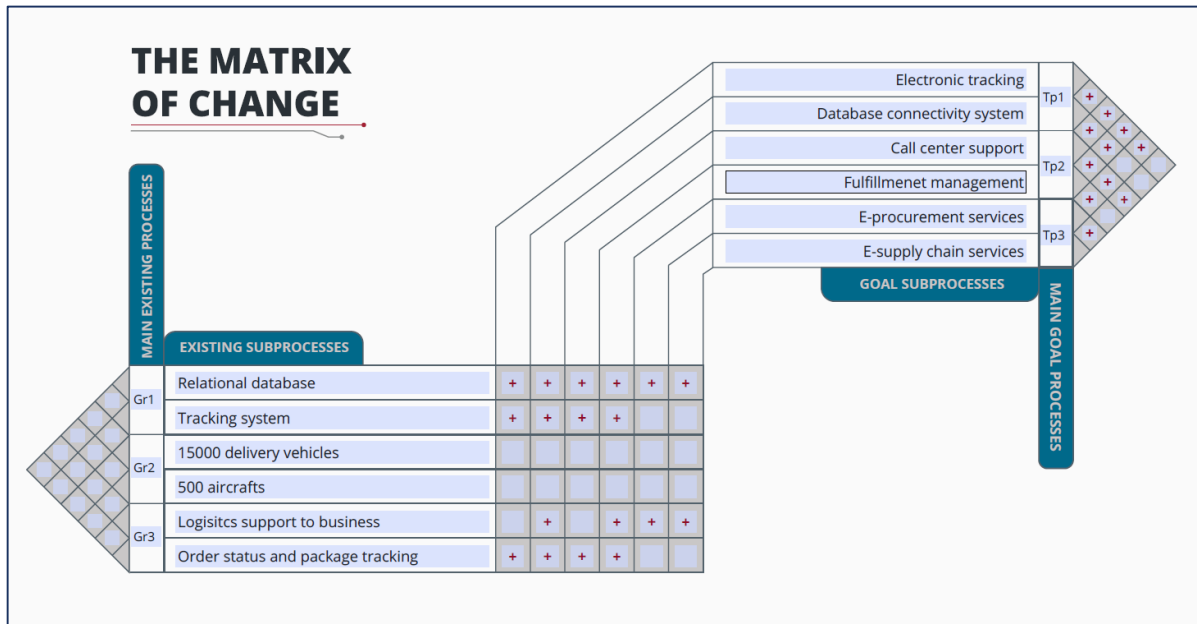 THE MATRIX
OF CHANGE
Electronic tracking
Database connectivity system
Call center support
Fulfillmenet management
E-procurement services
E-supply chain services
Tp1
Tp2
Tp3
+
+
+ +
+ +
+
+
+ +
+
GOAL SUBPROCESSES
MAIN GOAL PROCESSES
MAIN EXISTING PROCESSES
EXISTING SUBPROCESSES
Gr1
Gr2
Gr3
Relational database + + + + + +
Tracking system + + + +
15000 delivery vehicles
500 aircrafts
Logisitcs support to business + + + +
Order status and package tracking + + + +